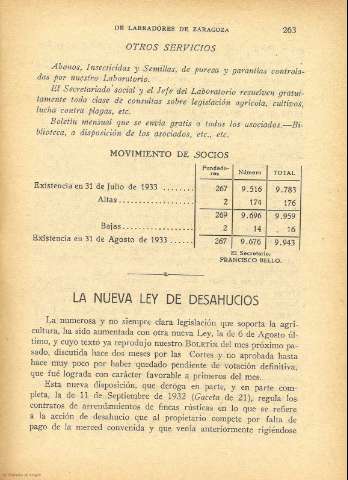 DE LABRADORES DE ZARAGOZA 263
OTROS SERVICIOS
Abonos, Insecticidas y Semillas, de pureza y garantías controla-
das por nuestro Laboratorio.
El Secretariado social y el Jefe del Laboratorio resuelven gratui-
tamente toda clase de consultas sobre legislación agrícola, cultivos,
lucha contra plagas, etc.
Boletín mensual que se envía gratis a todos los asociados.—Bi-
blioteca, a disposición de los asociados, etc., etc.
MOVIMIENTO DE SOCIOS
Fundado-
res Número TOTAL
Existencia en 31 de Julio de 1933 ........ 267 9.516 9.783
Altas.................. 2 174 176
269 9.696 9.959
Bajas.................. 2 14 16
Existencia en 31 de Agosto de 1933 ...... 267 9.676 9.943
El Secretario:
FRANCISCO BELLO.
LA NUEVA LEY DE DESAHUCIOS
La numerosa y no siempre clara legislación que soporta la agri-
cultura, ha sido aumentada con otra nueva Ley, la de 6 de Agosto úl-
timo, y cuyo texto ya reprodujo nuestro BOLETÍN del mes próximo pa-
sado, discutida hace dos meses por las Cortes y no aprobada hasta
hace muy poco por haber quedado pendiente de votación definitiva,
que fué lograda con carácter favorable a primeros del mes.
Esta nueva disposición, que deroga en parte, y en parte com-
pleta, la de 11 de Septiembre de 1932 (Gaceta de 21), regula los
contratos de arrendamientos de fincas rústicas en lo que se refiere
a la acción de desahucio que al propietario compete por falta de
pago de la merced convenida y que venía anteriormente rigiéndose